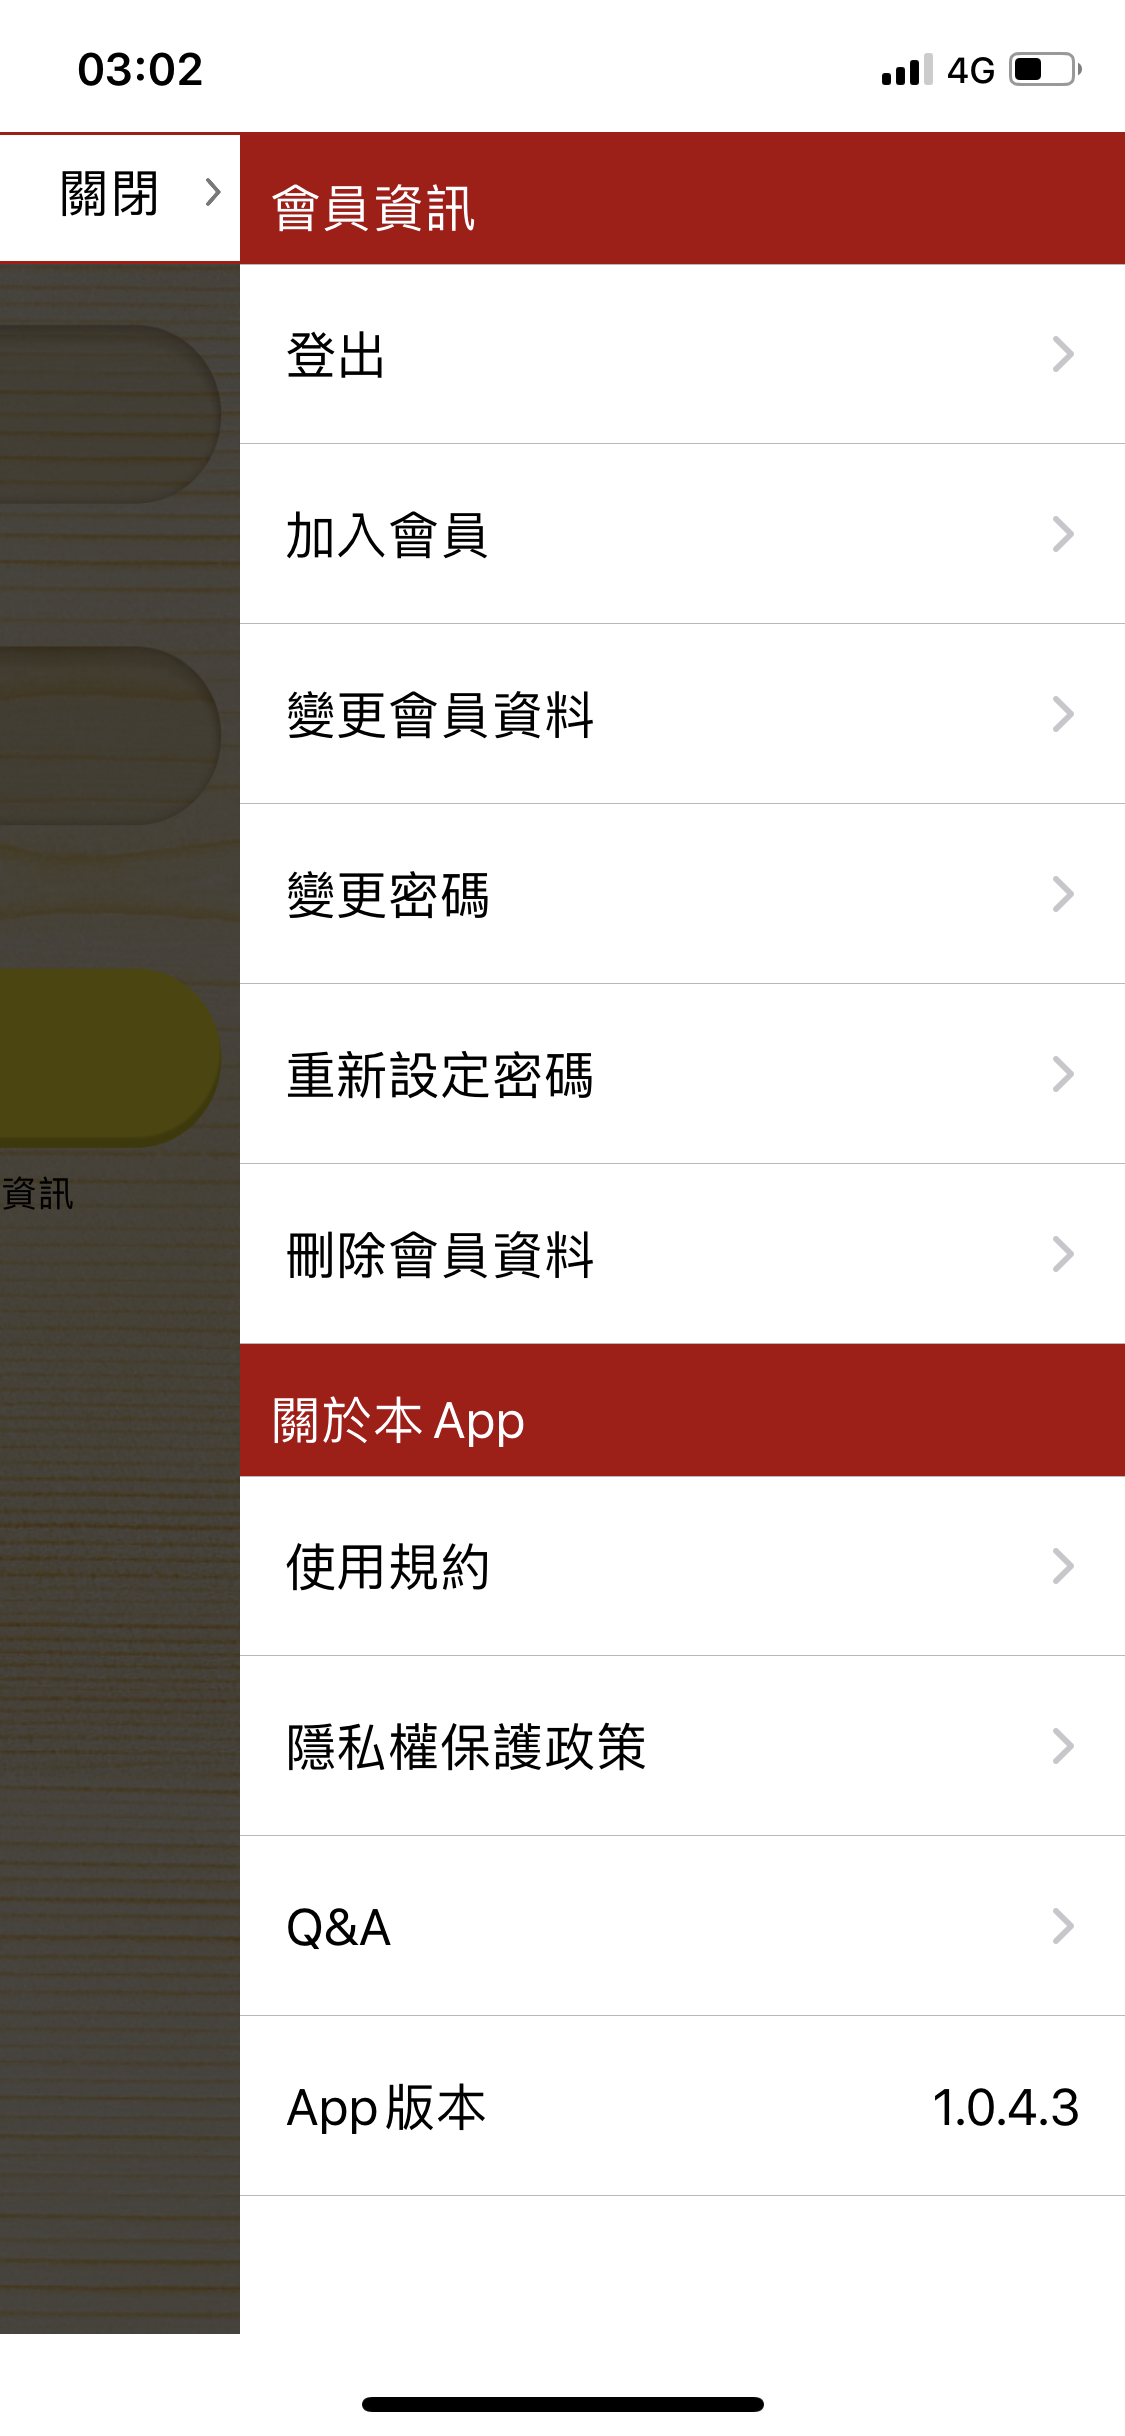 03:02
4G
關閉
會員資訊
登出
加入會員
變更會員資料
變更密碼
重新設定密碼
資訊
刪除會員資料
關於本 App
使用規約
隱私權保護政策
Q&A
App版本 1.0.4.3